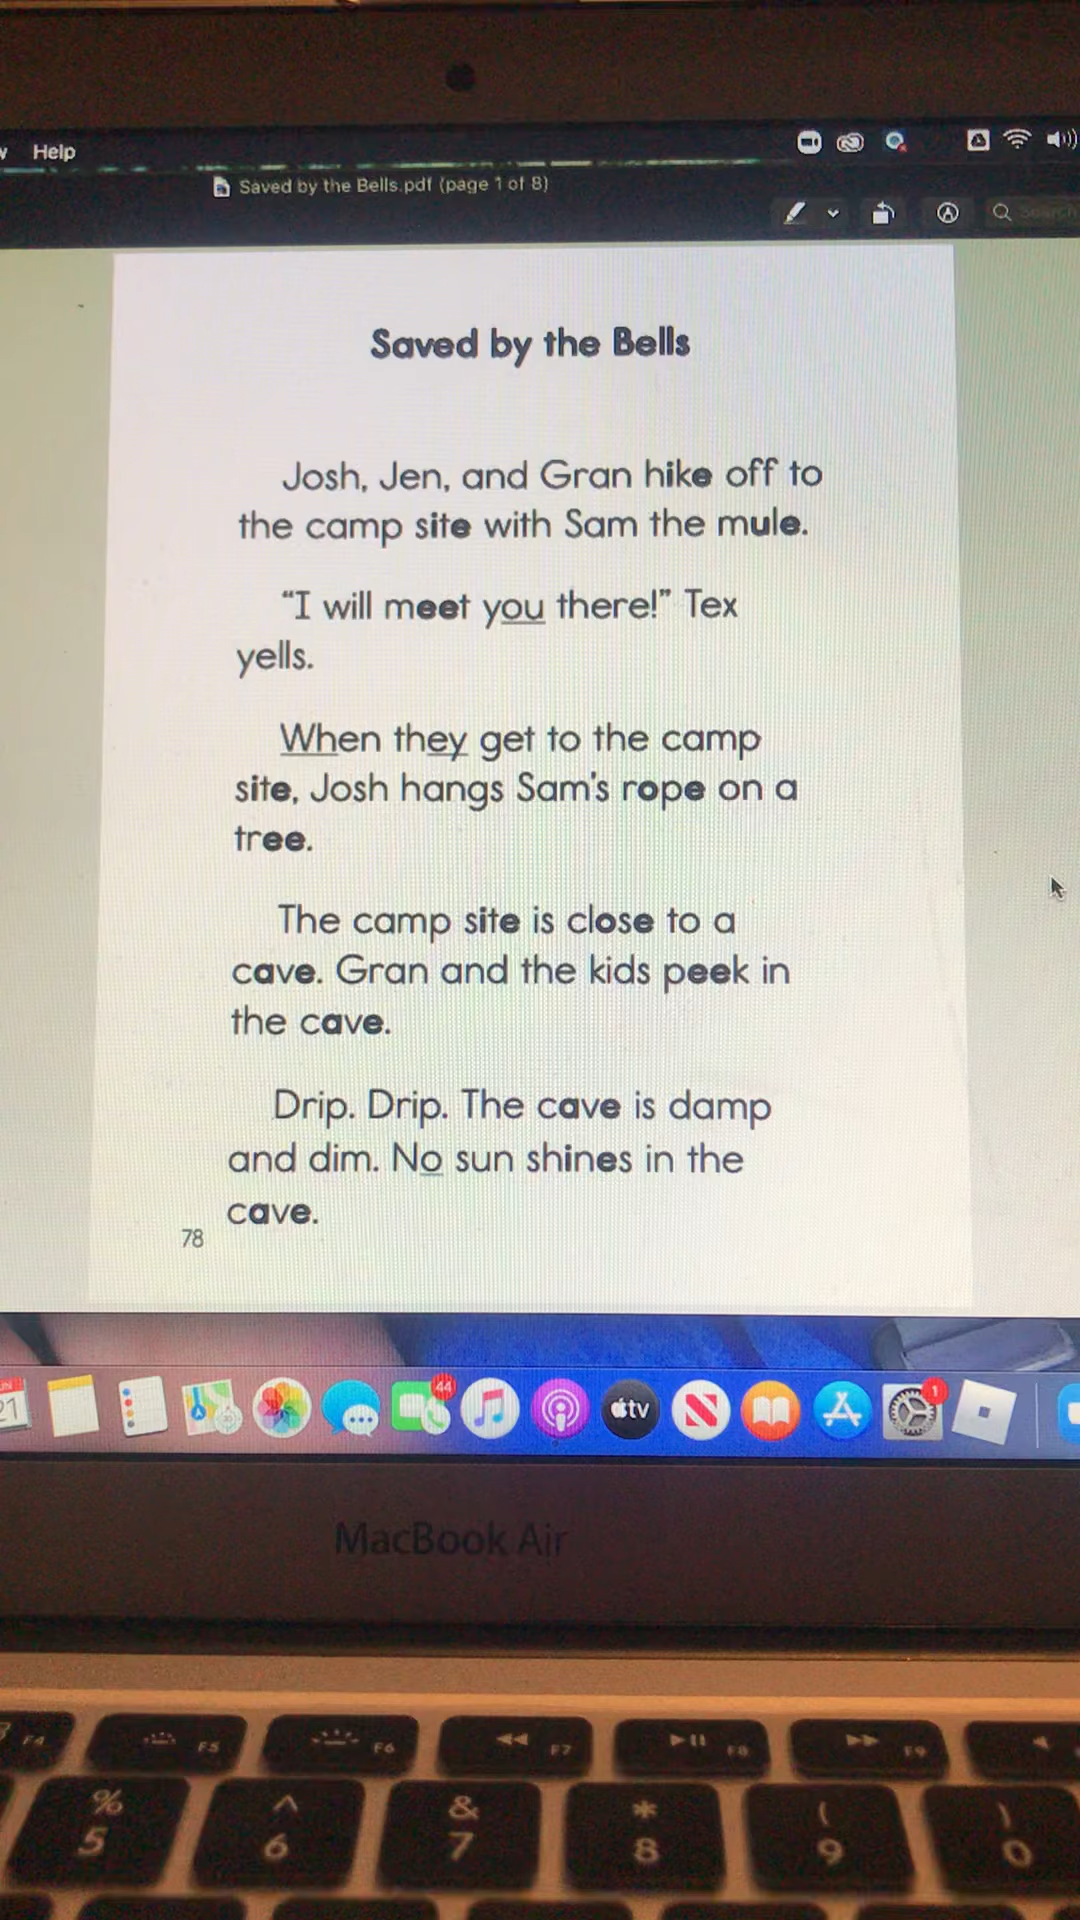 Help
Saved by the Bells.pdf (page 1 of 8)
Search
Saved by the Bells
Josh, Jen, and Gran hike off to
the camp site with Sam the mule.
“I will meet you there!” Tex
yells.
When they get to the camp
site, Josh hangs Sam's rope on a
tree.
The camp site is close to a
cave. Gran and the kids peek in
the cave.
Drip. Drip. The cave is damp
and dim. No sun shines in the
cave.
78
44
tv
1
MacBook Air
F4 F5 F6 F7 F8 F9
% ^ & * ( )
5 6 7 8 9 0